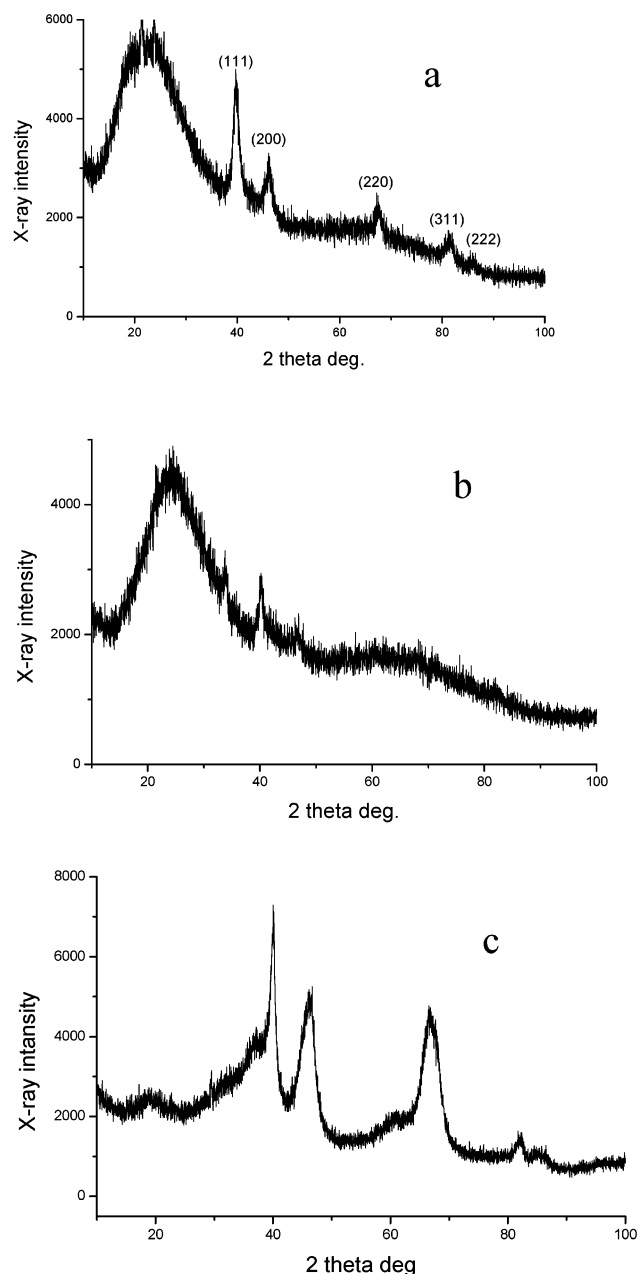 6000
a
(111)
4000
(200)
(220)
(311)
(222)
2000
0
20 40 60 80 100
X-ray intensity
2 theta deg.
b
4000
2000
0
20 40 60 80 100
X-ray intensity
2 theta deg.
8000
c
6000
4000
2000
0
20 40 60 80 100
X-ray intansity
2 theta deg